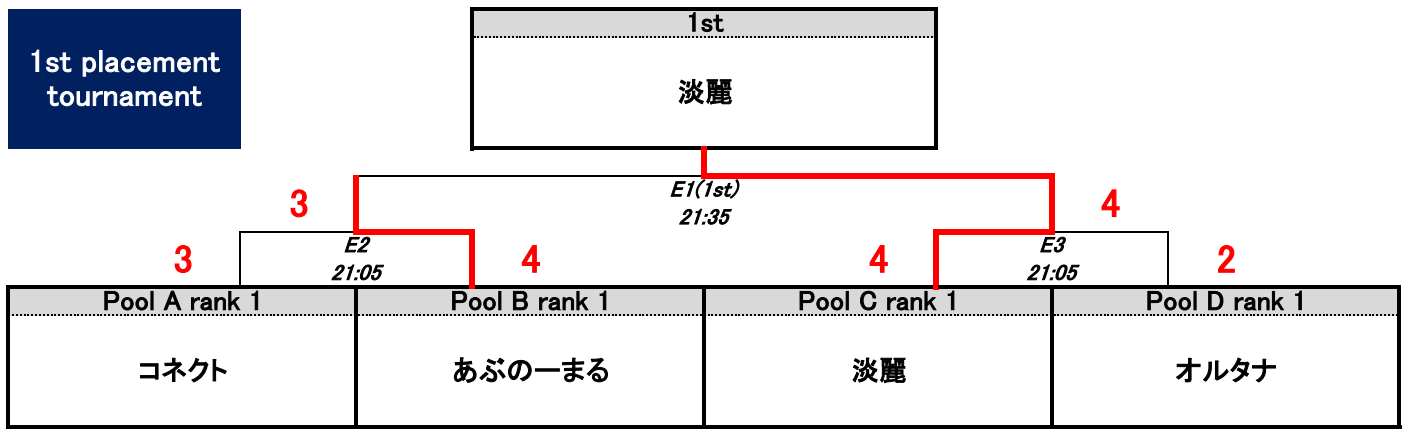 1st placement
tournament
1st
淡麗
E1(1st)
21:35
3
4
E2
21:05
E3
21:05
3
4
4
2
Pool A rank 1
Pool B rank 1
Pool C rank 1
Pool D rank 1
コネクト
あぶのーまる
淡麗
オルタナ